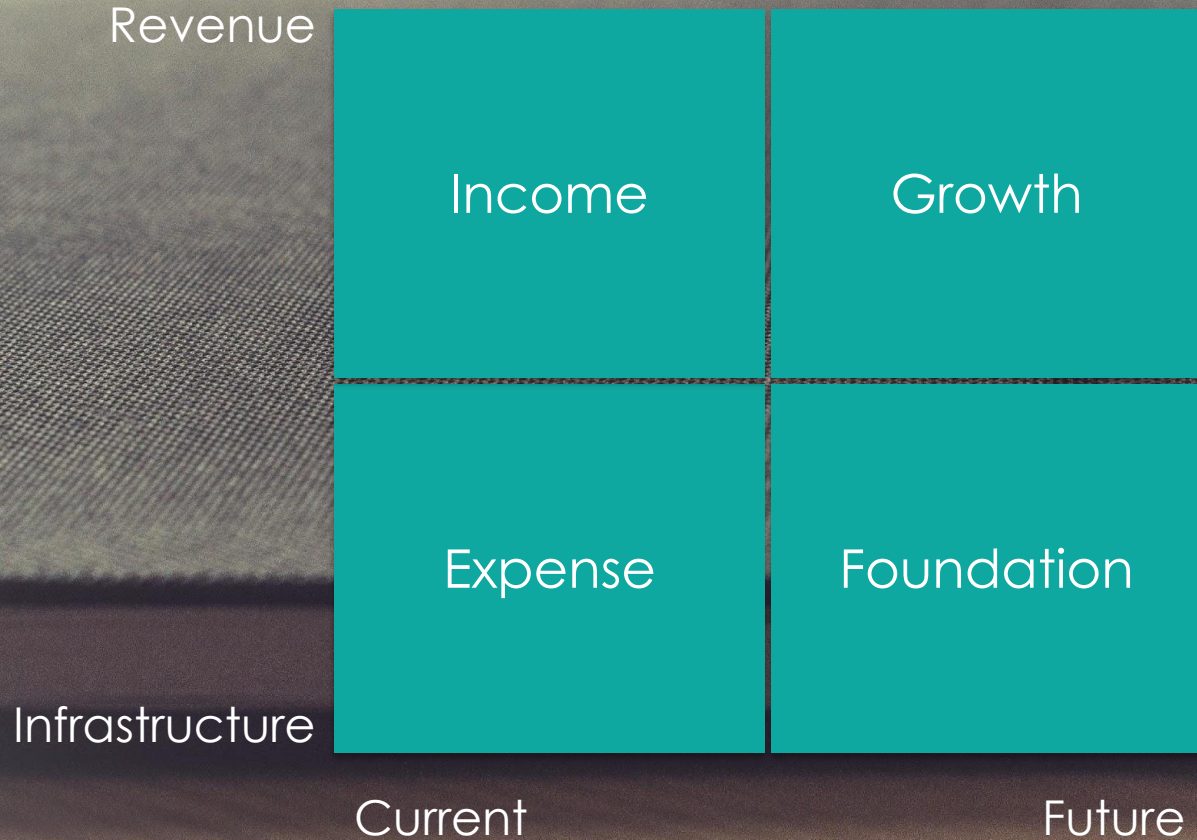 Revenue
Income
Growth
Expense
Foundation
Infrastructure
Current
Future